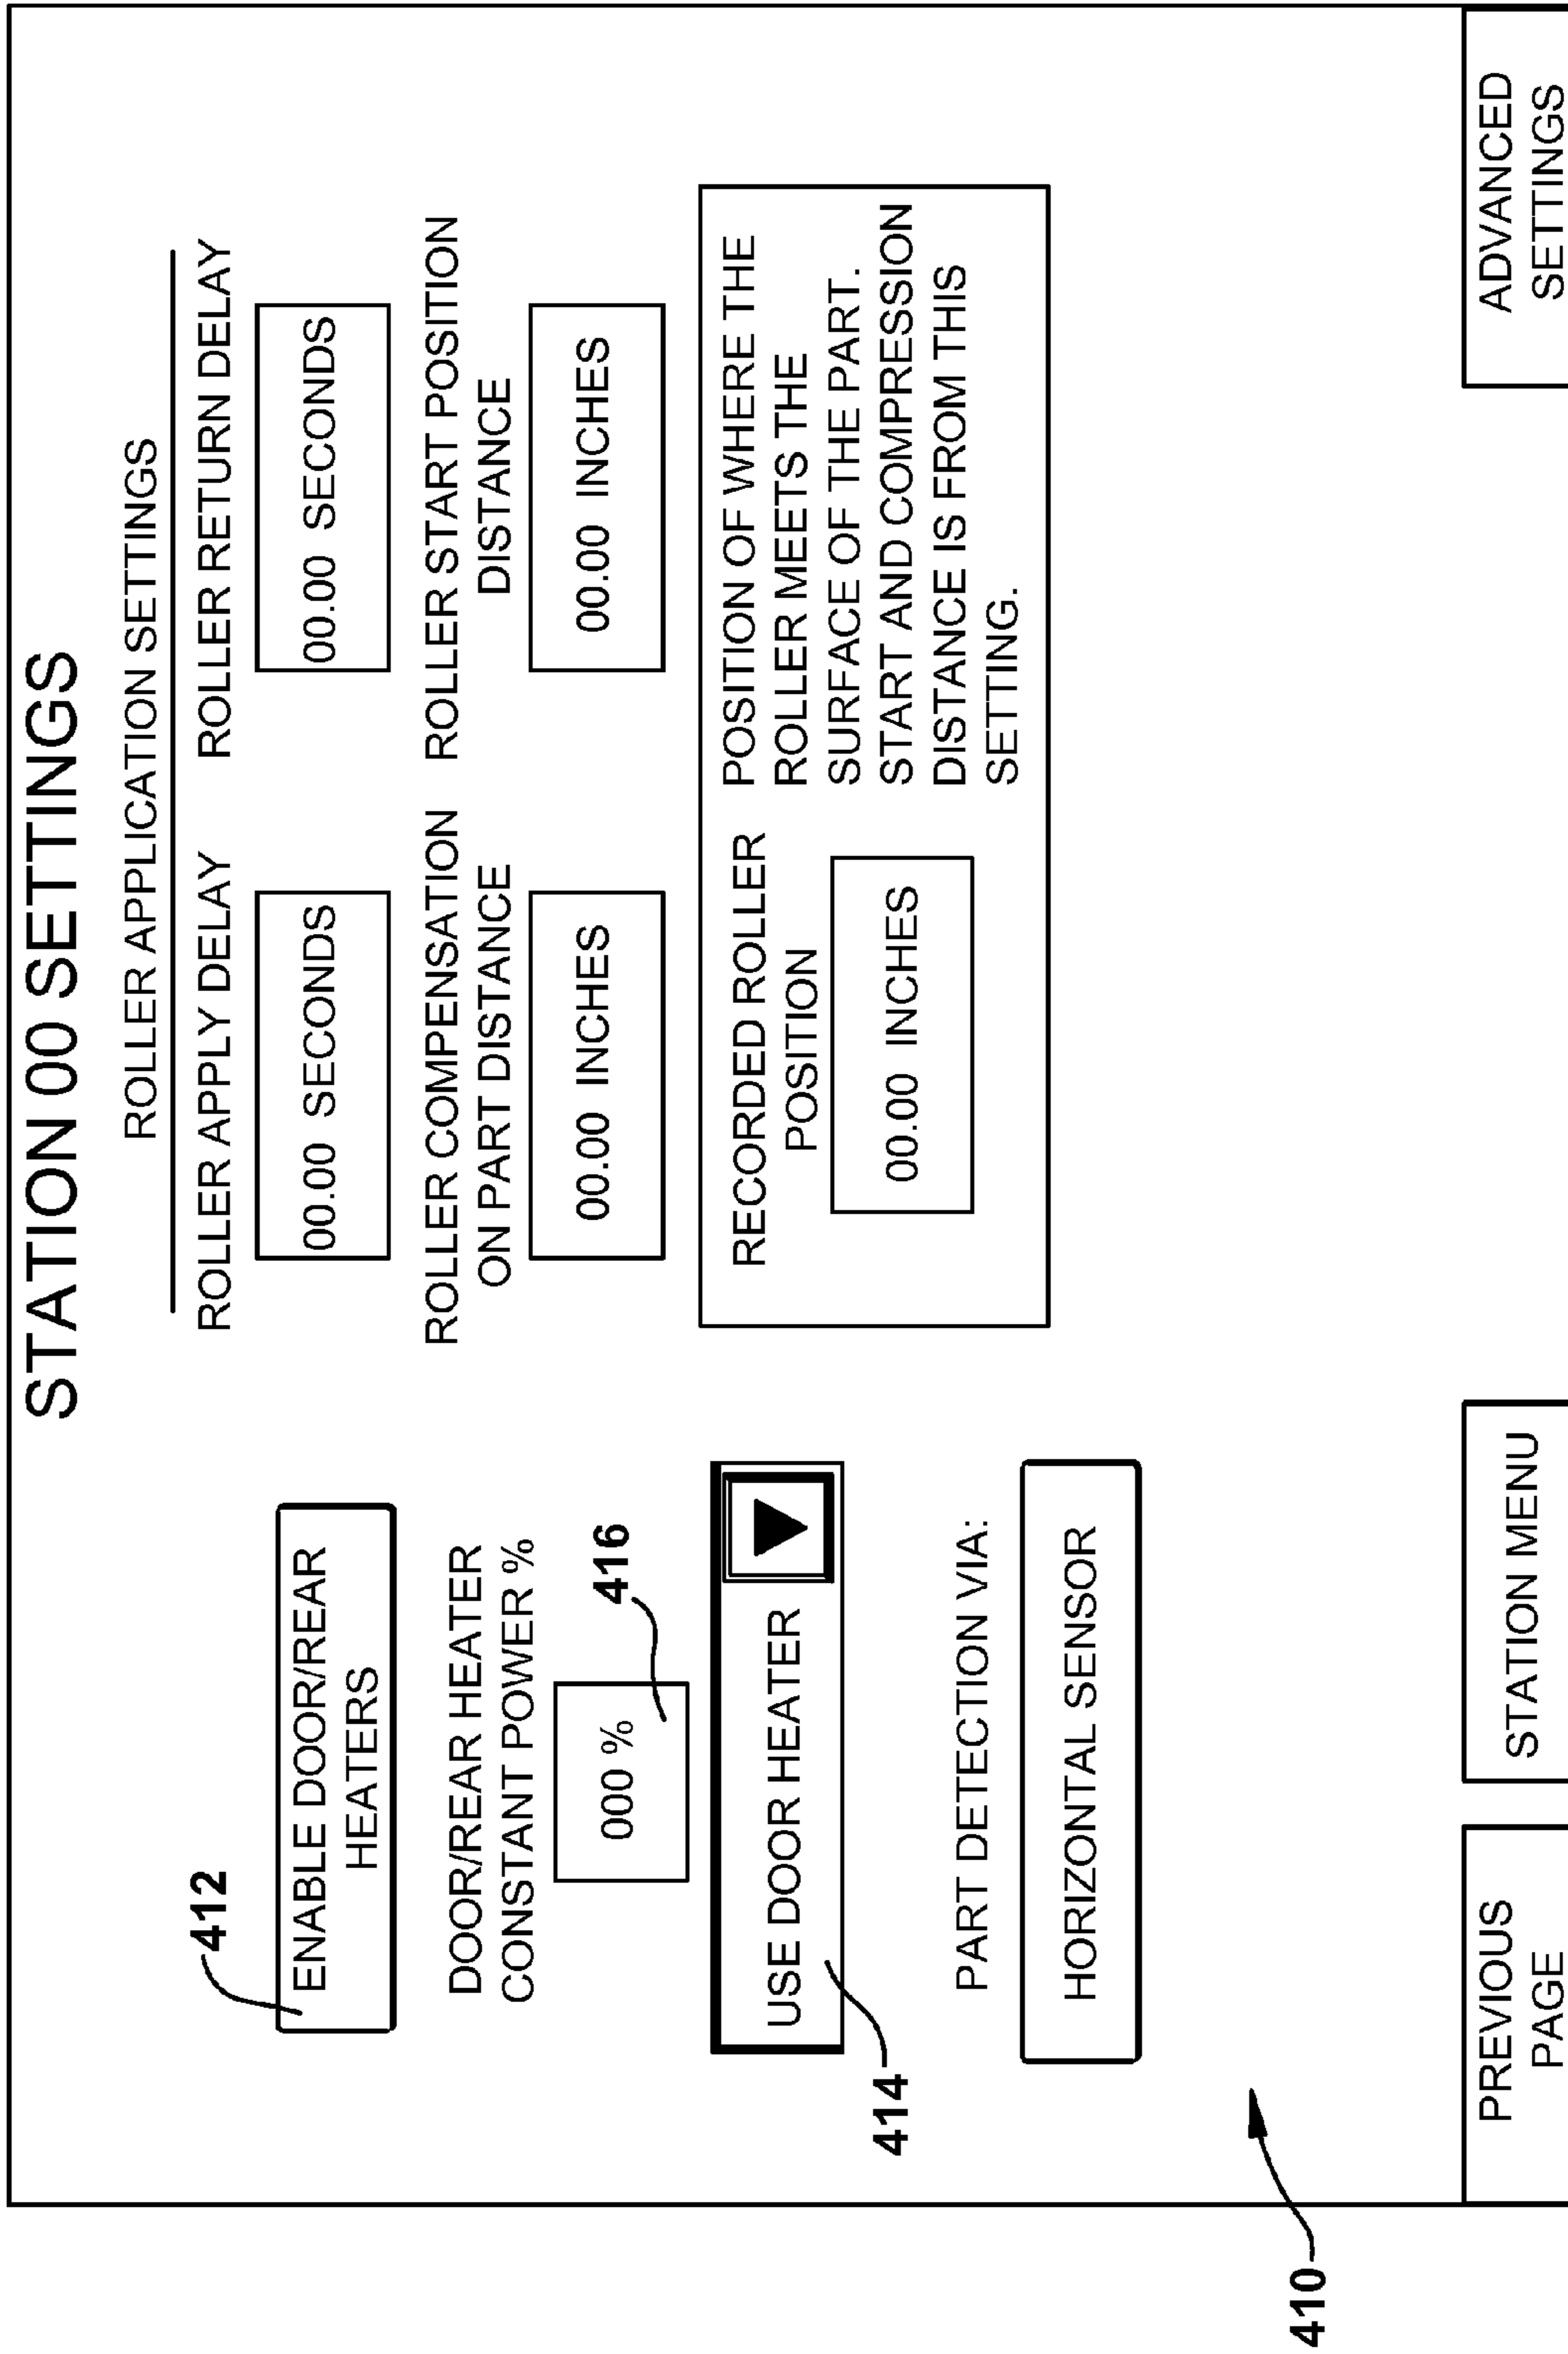 STATION 00 SETTINGS
412
ENABLE DOOR/REAR
HEATERS
DOOR/REAR HEATER
CONSTANT POWER %
000 %
416
USE DOOR HEATER
414
PART DETECTION VIA:
HORIZONTAL SENSOR
410
ROLLER APPLICATION SETTINGS
ROLLER APPLY DELAY
00.00 SECONDS
ROLLER RETURN DELAY
00.00 SECONDS
ROLLER COMPENSATION
ON PART DISTANCE
00.00 INCHES
ROLLER START POSITION
DISTANCE
00.00 INCHES
RECORDED ROLLER
POSITION
00.00 INCHES
POSITION OF WHERE THE
ROLLER MEETS THE
SURFACE OF THE PART.
START AND COMPRESSION
DISTANCE IS FROM THIS
SETTING.
PREVIOUS
PAGE
STATION MENU
ADVANCED
SETTINGS